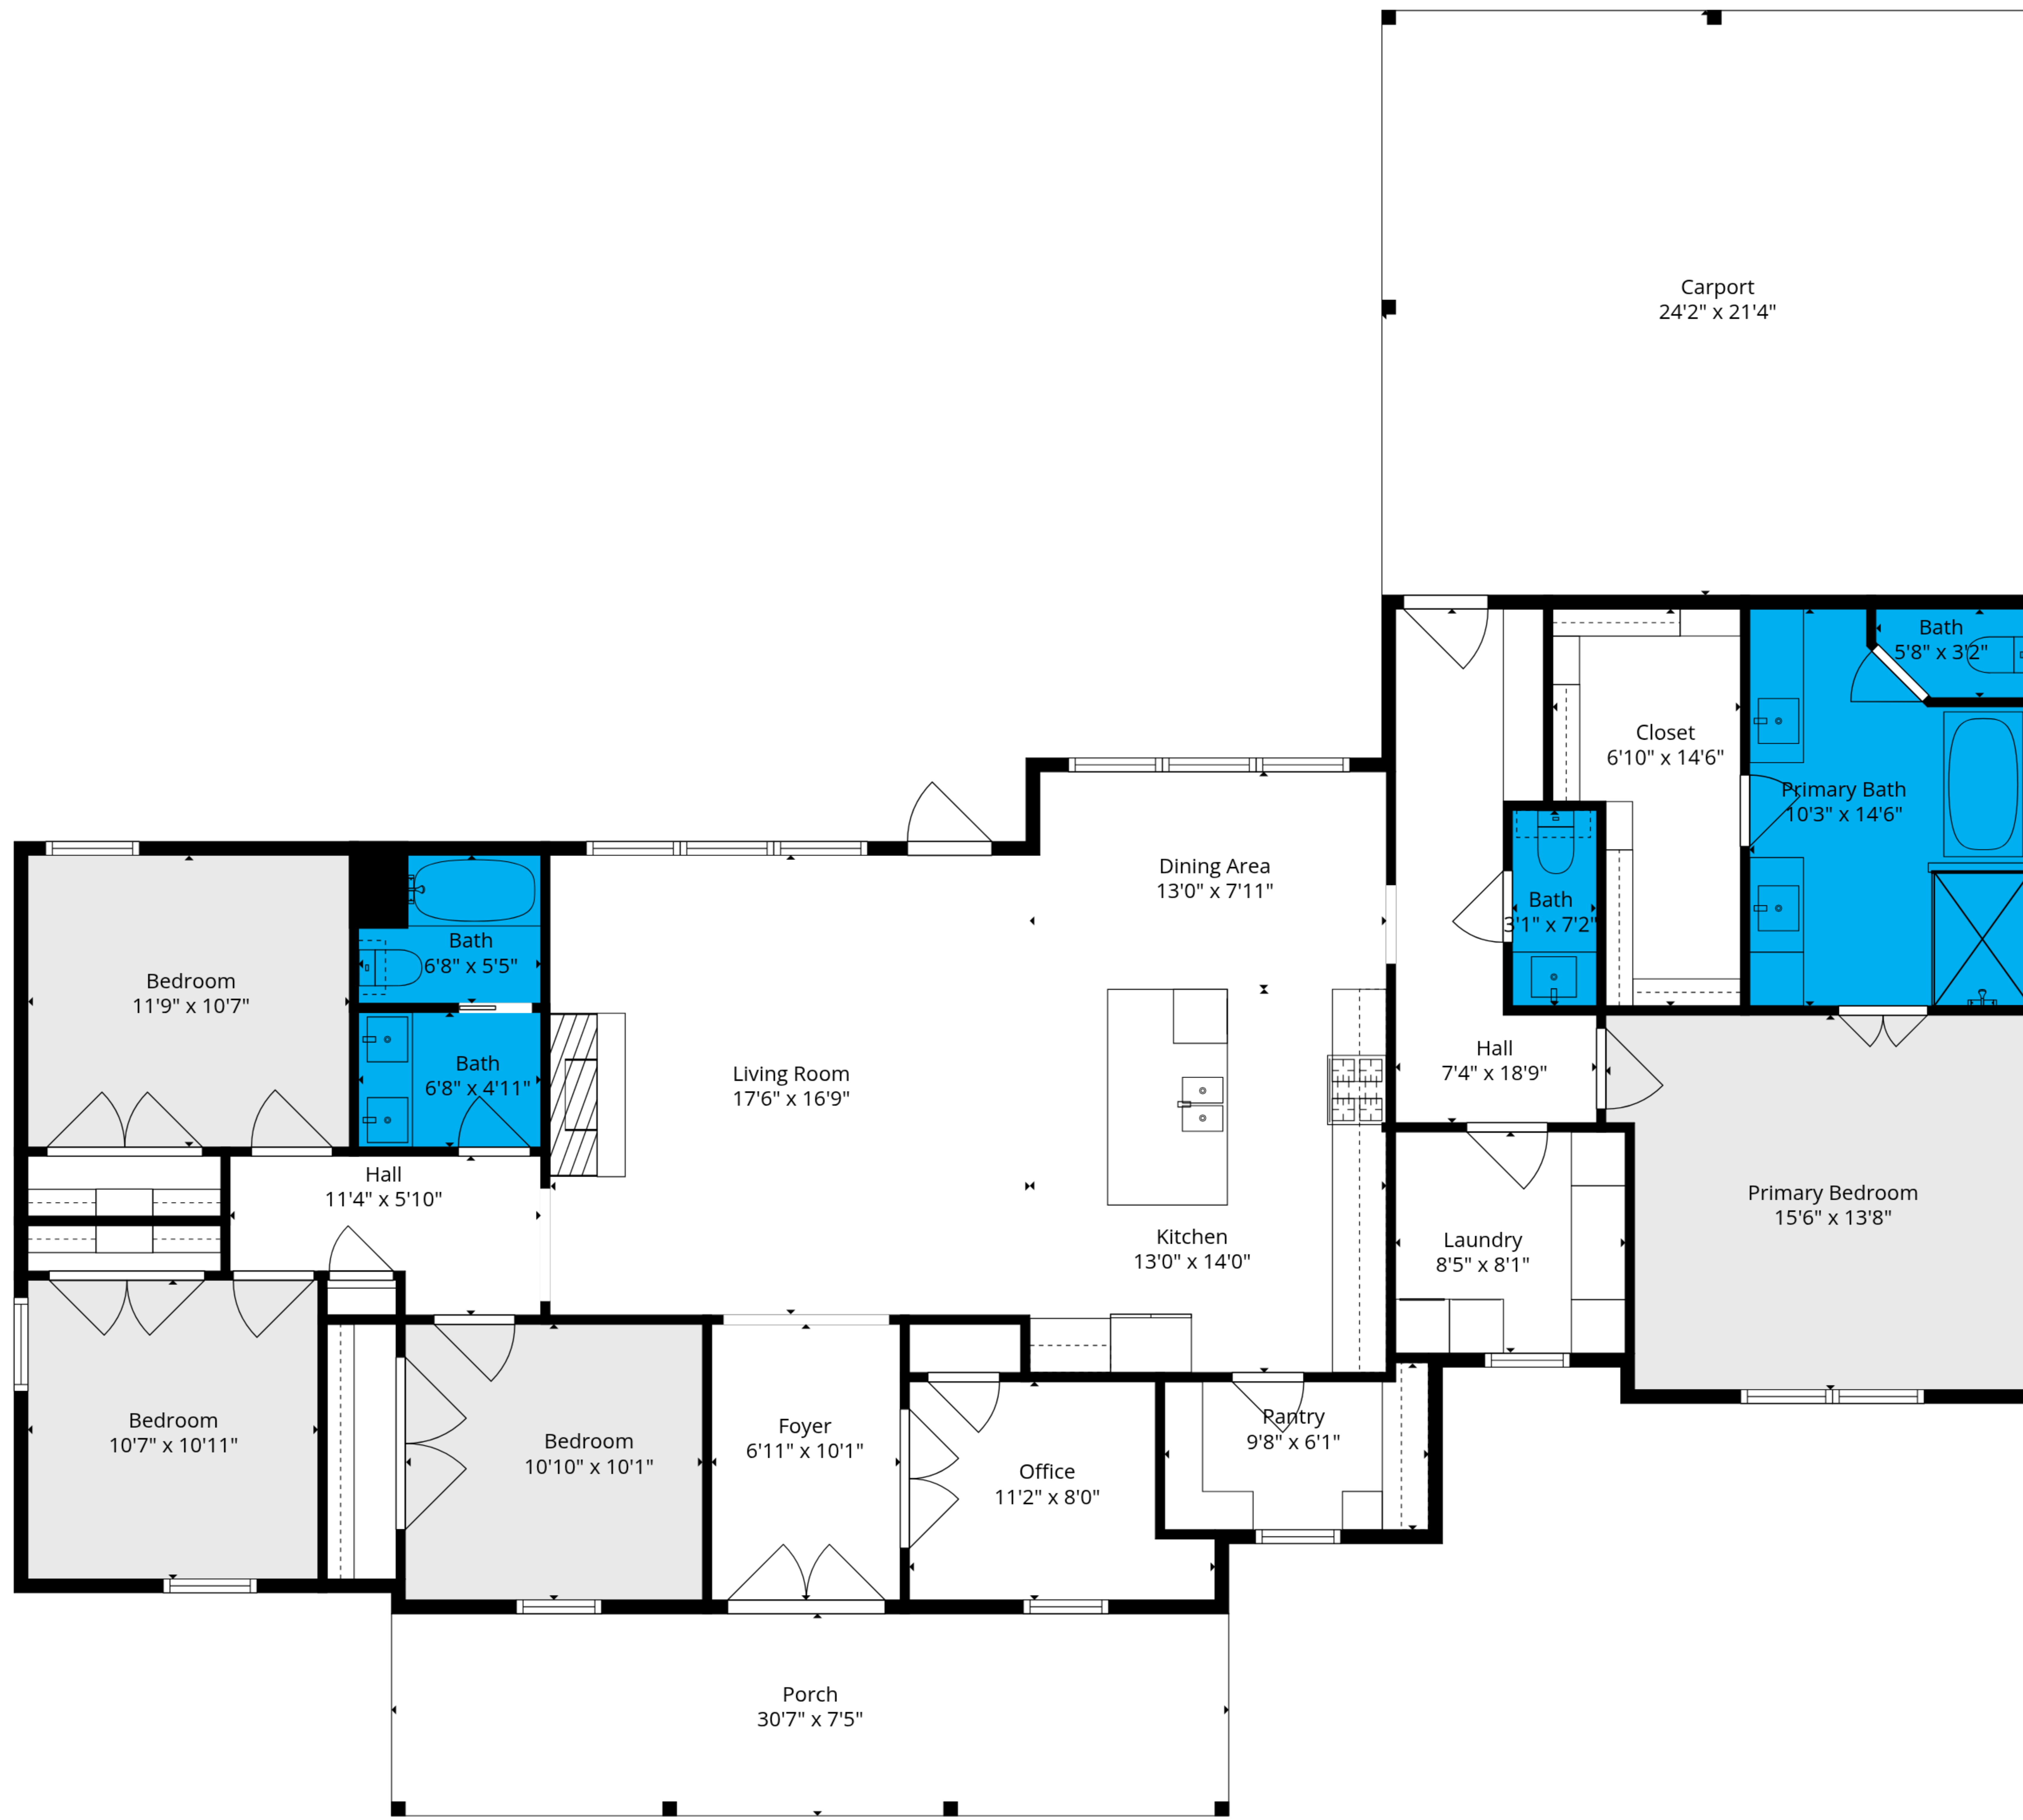 Carport
24'2" x 21'4"
Bath
5'8" x 3'2"
Closet
6'10" x 14'6"
Primary Bath
10'3" x 14'6"
Dining Area
13'0" x 7'11"
Bath
3'1" x 7'2"
Bath
6'8" x 5'5"
Bedroom
11'9" x 10'7"
Bath
6'8" x 4'11"
Living Room
17'6" x 16'9"
Hall
7'4" x 18'9"
Hall
11'4" x 5'10"
Primary Bedroom
15'6" x 13'8"
Kitchen
13'0" x 14'0"
Laundry
8'5" x 8'1"
Bedroom
10'7" x 10'11"
Bedroom
10'10" x 10'1"
Foyer
6'11" x 10'1"
Pantry
9'8" x 6'1"
Office
11'2" x 8'0"
Porch
30'7" x 7'5"